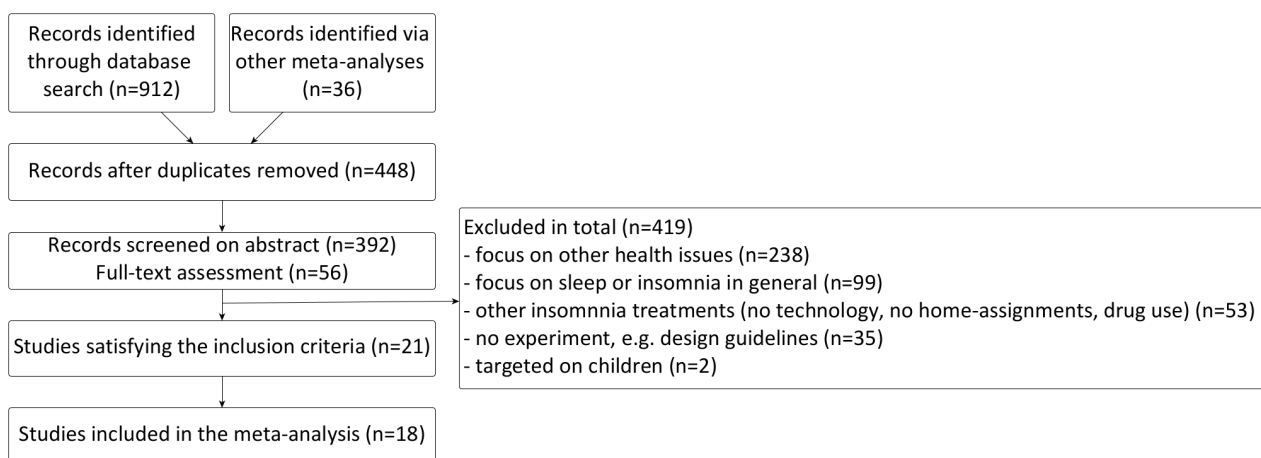 Records identified
through database
search (n=912)
Records identified via
other meta-analyses
(n=36)
Records after duplicates removed (n=448)
Records screened on abstract (n=392)
Full-text assessment (n=56)
Excluded in total (n=419)
- focus on other health issues (n=238)
- focus on sleep or insomnia in general (n=99)
- other insomnnia treatments (no technology, no home-assignments, drug use) (n=53)
- no experiment, e.g. design guidelines (n=35)
- targeted on children (n=2)
Studies satisfying the inclusion criteria (n=21)
Studies included in the meta-analysis (n=18)